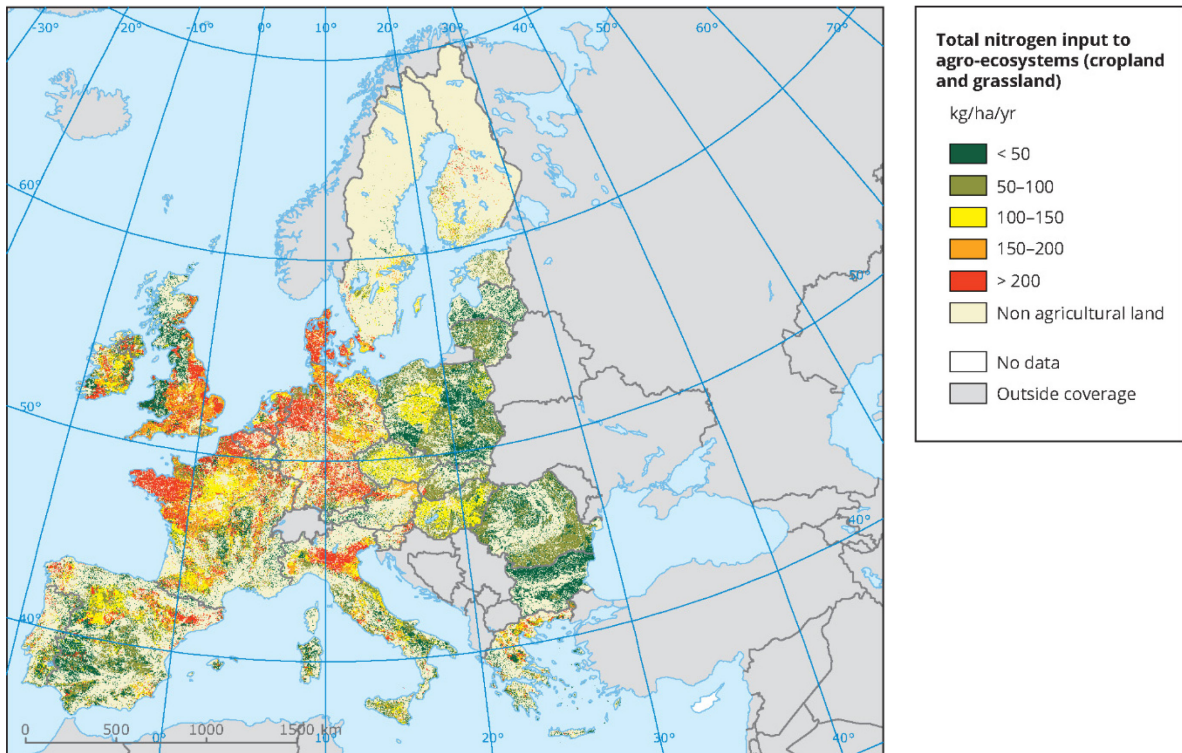 -30° -20° -10° 0° 10° 20° 30° 40° 50° 60° 70°
60°
50°
50°
40°
40°
0 500 1000 1500 km
0° 10° 20° 30° 40°
Total nitrogen input to
agro-ecosystems (cropland
and grassland)
kg/ha/yr
< 50
50–100
100–150
150–200
> 200
Non agricultural land
No data
Outside coverage